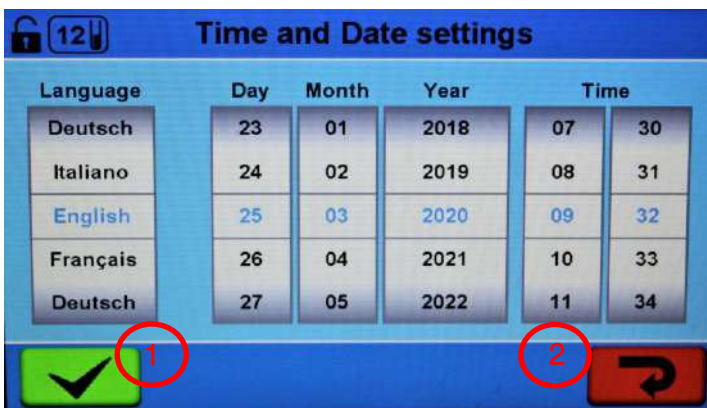 12 Time and Date settings
Language Day Month Year Time
Deutsch 23 01 2018 07 30
Italiano 24 02 2019 08 31
English 25 03 2020 09 32
Français 26 04 2021 10 33
Deutsch 27 05 2022 11 34
1 2